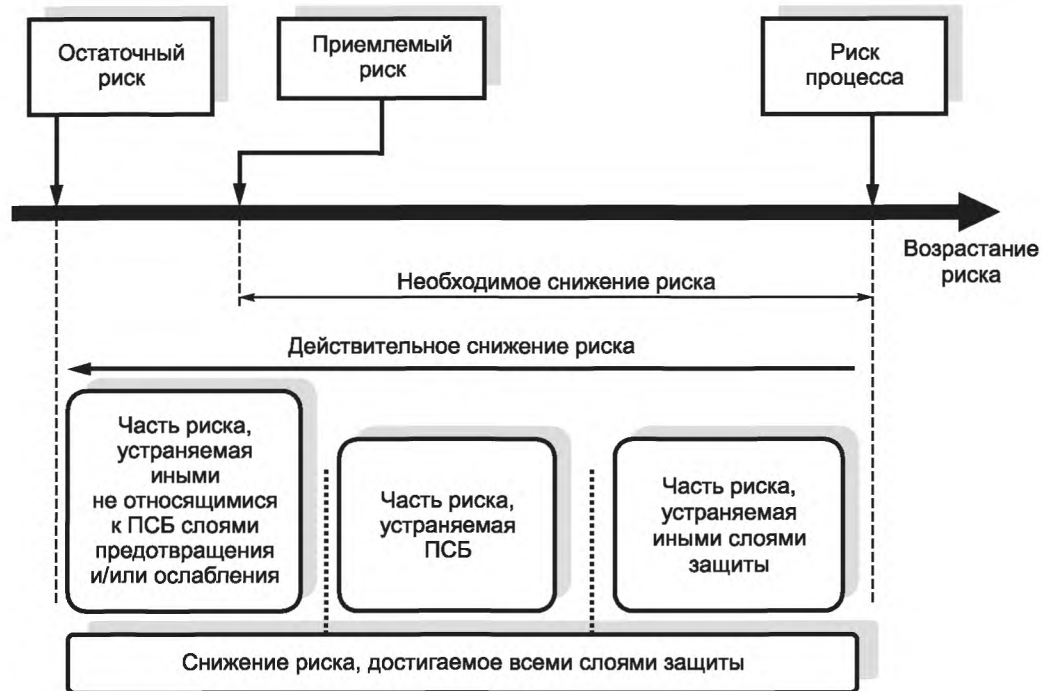 Остаточный
риск
Приемлемый
риск
Риск
процесса
Возрастание
риска
Необходимое снижение риска
Действительное снижение риска
Часть риска,
устраняемая
иными
не относящимися
к ПСБ слоями
предотвращения
и/или ослабления
Часть риска,
устраняемая
ПСБ
Часть риска,
устраняемая
иными слоями
защиты
Снижение риска, достигаемое всеми слоями защиты